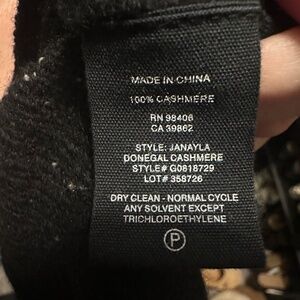 MADE IN CHINA
100% CASHMERE
RN 98406
CA 39862
STYLE: JANAYLA
DONEGAL CASHMERE
STYLE# G0818729
LOT# 358726
DRY CLEAN - NORMAL CYCLE
ANY SOLVENT EXCEPT
TRICHLOROETHYLENE
P